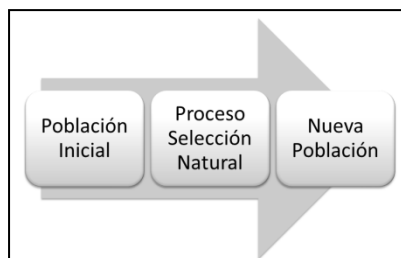 Población
Inicial
Proceso
Selección
Natural
Nueva
Población